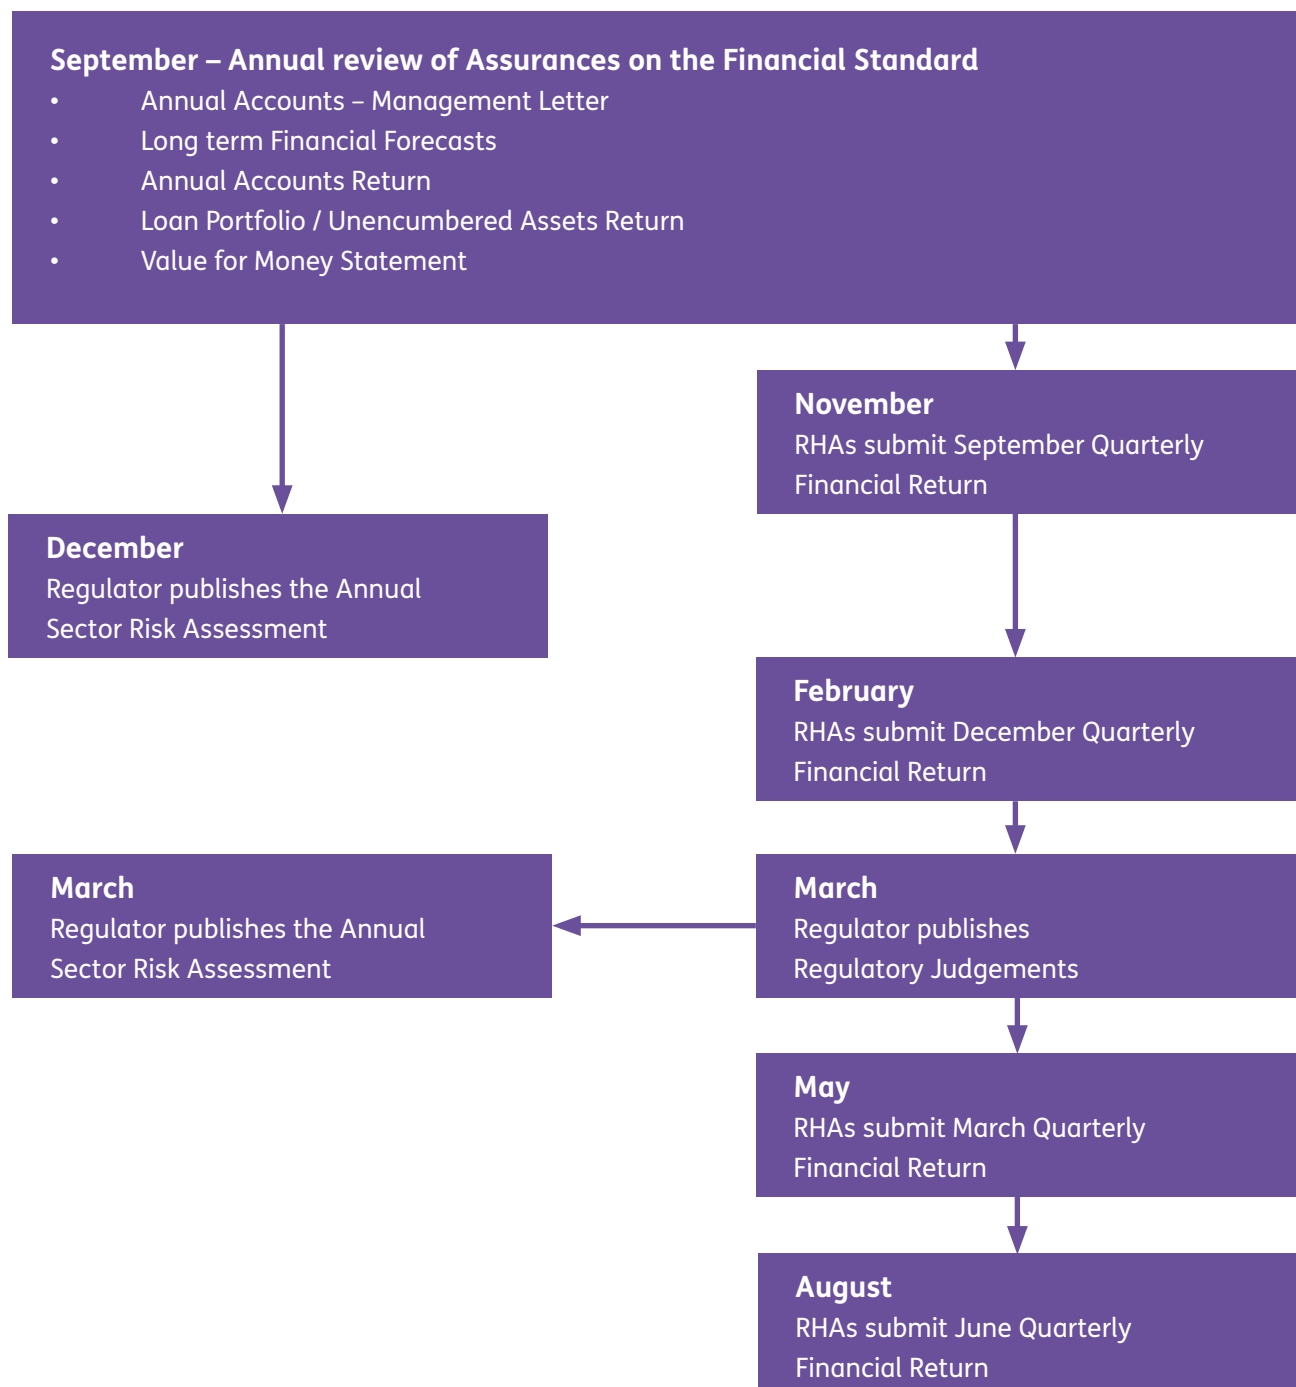 September – Annual review of Assurances on the Financial Standard
• Annual Accounts – Management Letter
• Long term Financial Forecasts
• Annual Accounts Return
• Loan Portfolio / Unencumbered Assets Return
• Value for Money Statement
November
RHAs submit September Quarterly
Financial Return
December
Regulator publishes the Annual
Sector Risk Assessment
February
RHAs submit December Quarterly
Financial Return
March
Regulator publishes the Annual
Sector Risk Assessment
March
Regulator publishes
Regulatory Judgements
May
RHAs submit March Quarterly
Financial Return
August
RHAs submit June Quarterly
Financial Return